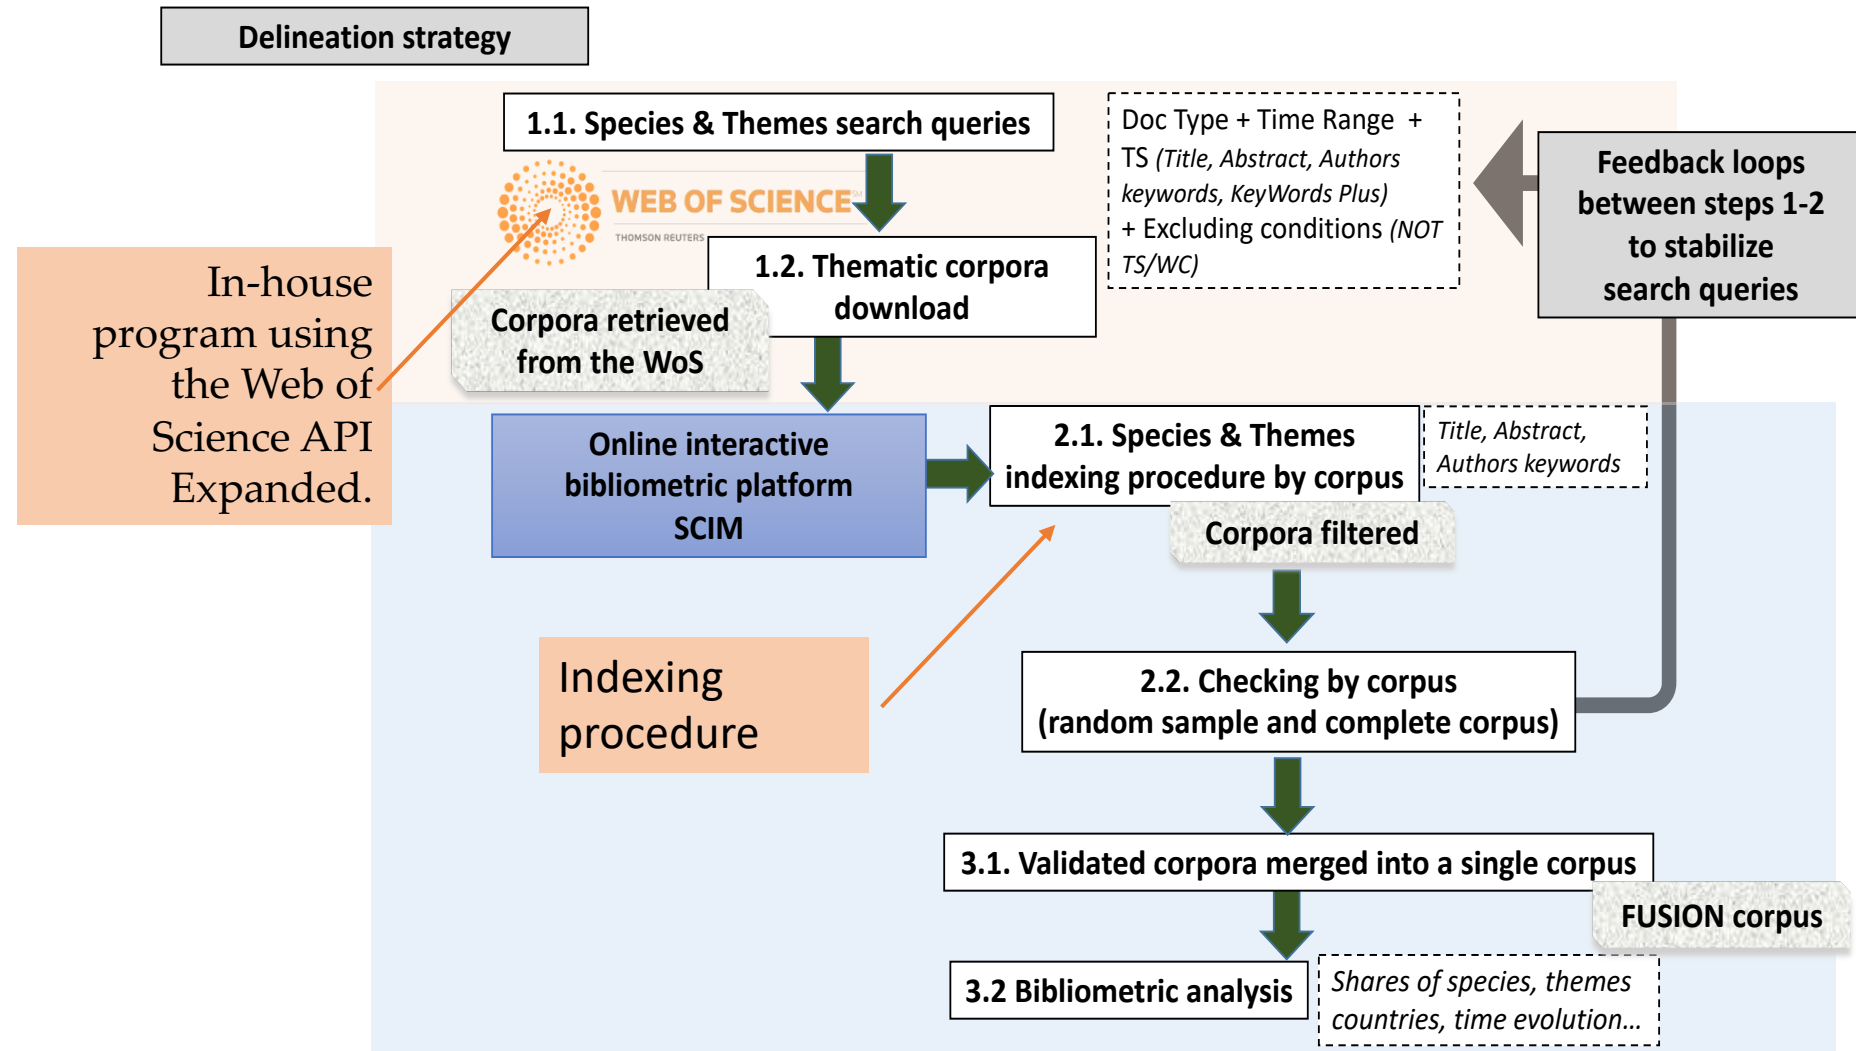 Delineation strategy
1.1. Species & Themes search queries
Doc Type + Time Range +
TS (Title, Abstract, Authors
keywords, KeyWords Plus)
+ Excluding conditions (NOT
TS/WC)
Feedback loops
between steps 1-2
to stabilize
search queries
WEB OF SCIENCE℠
THOMSON REUTERS
In-house
program using
the Web of
Science API
Expanded.
1.2. Thematic corpora
download
Corpora retrieved
from the WoS
Online interactive
bibliometric platform
SCIM
2.1. Species & Themes
indexing procedure by corpus
Title, Abstract,
Authors keywords
Corpora filtered
Indexing
procedure
2.2. Checking by corpus
(random sample and complete corpus)
3.1. Validated corpora merged into a single corpus
FUSION corpus
3.2 Bibliometric analysis
Shares of species, themes
countries, time evolution...